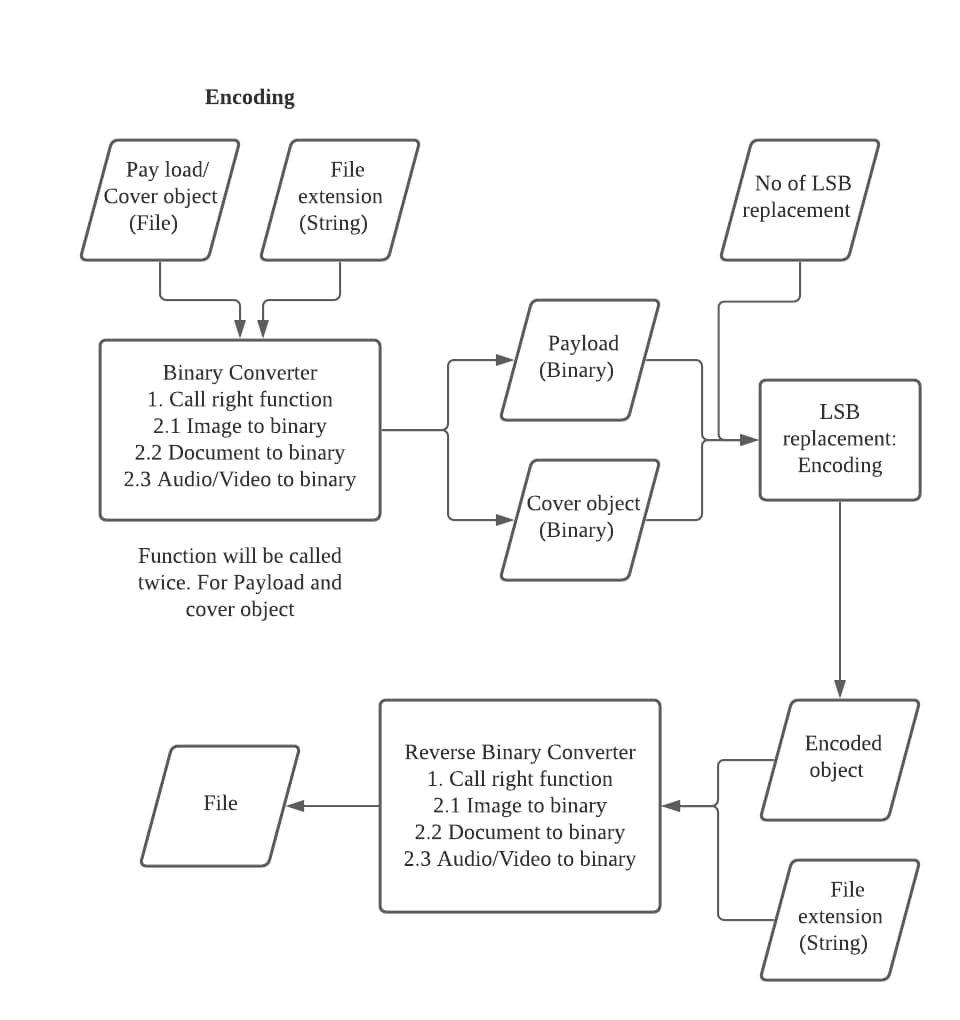 Encoding
Pay load/
Cover object
(File)
File
extension
(String)
No of LSB
replacement
Binary Converter
1. Call right function
2.1 Image to binary
2.2 Document to binary
2.3 Audio/Video to binary
Function will be called
twice. For Payload and
cover object
Payload
(Binary)
Cover object
(Binary)
LSB
replacement:
Encoding
Encoded
object
File
extension
(String)
Reverse Binary Converter
1. Call right function
2.1 Image to binary
2.2 Document to binary
2.3 Audio/Video to binary
File